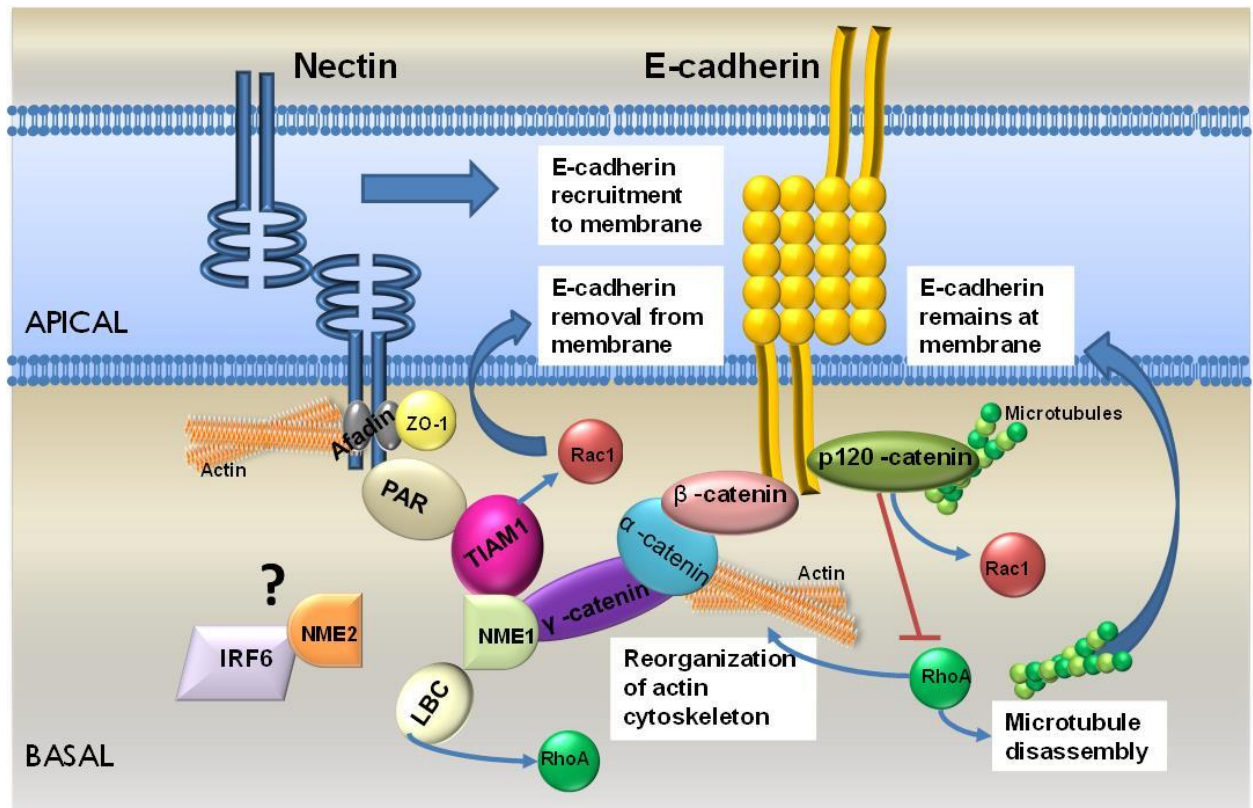 Nectin
E-cadherin
E-cadherin
recruitment
to membrane
E-cadherin
removal from
membrane
E-cadherin
remains at
membrane
APICAL
Afadin
ZO-1
Actin
Rac1
Microtubules
p120 -catenin
PAR
TIAM1
β -catenin
α -catenin
γ -catenin
Actin
Rac1
?
NME2
IRF6
NME1
LBC
RhoA
Reorganization
of actin
cytoskeleton
RhoA
Microtubule
disassembly
BASAL